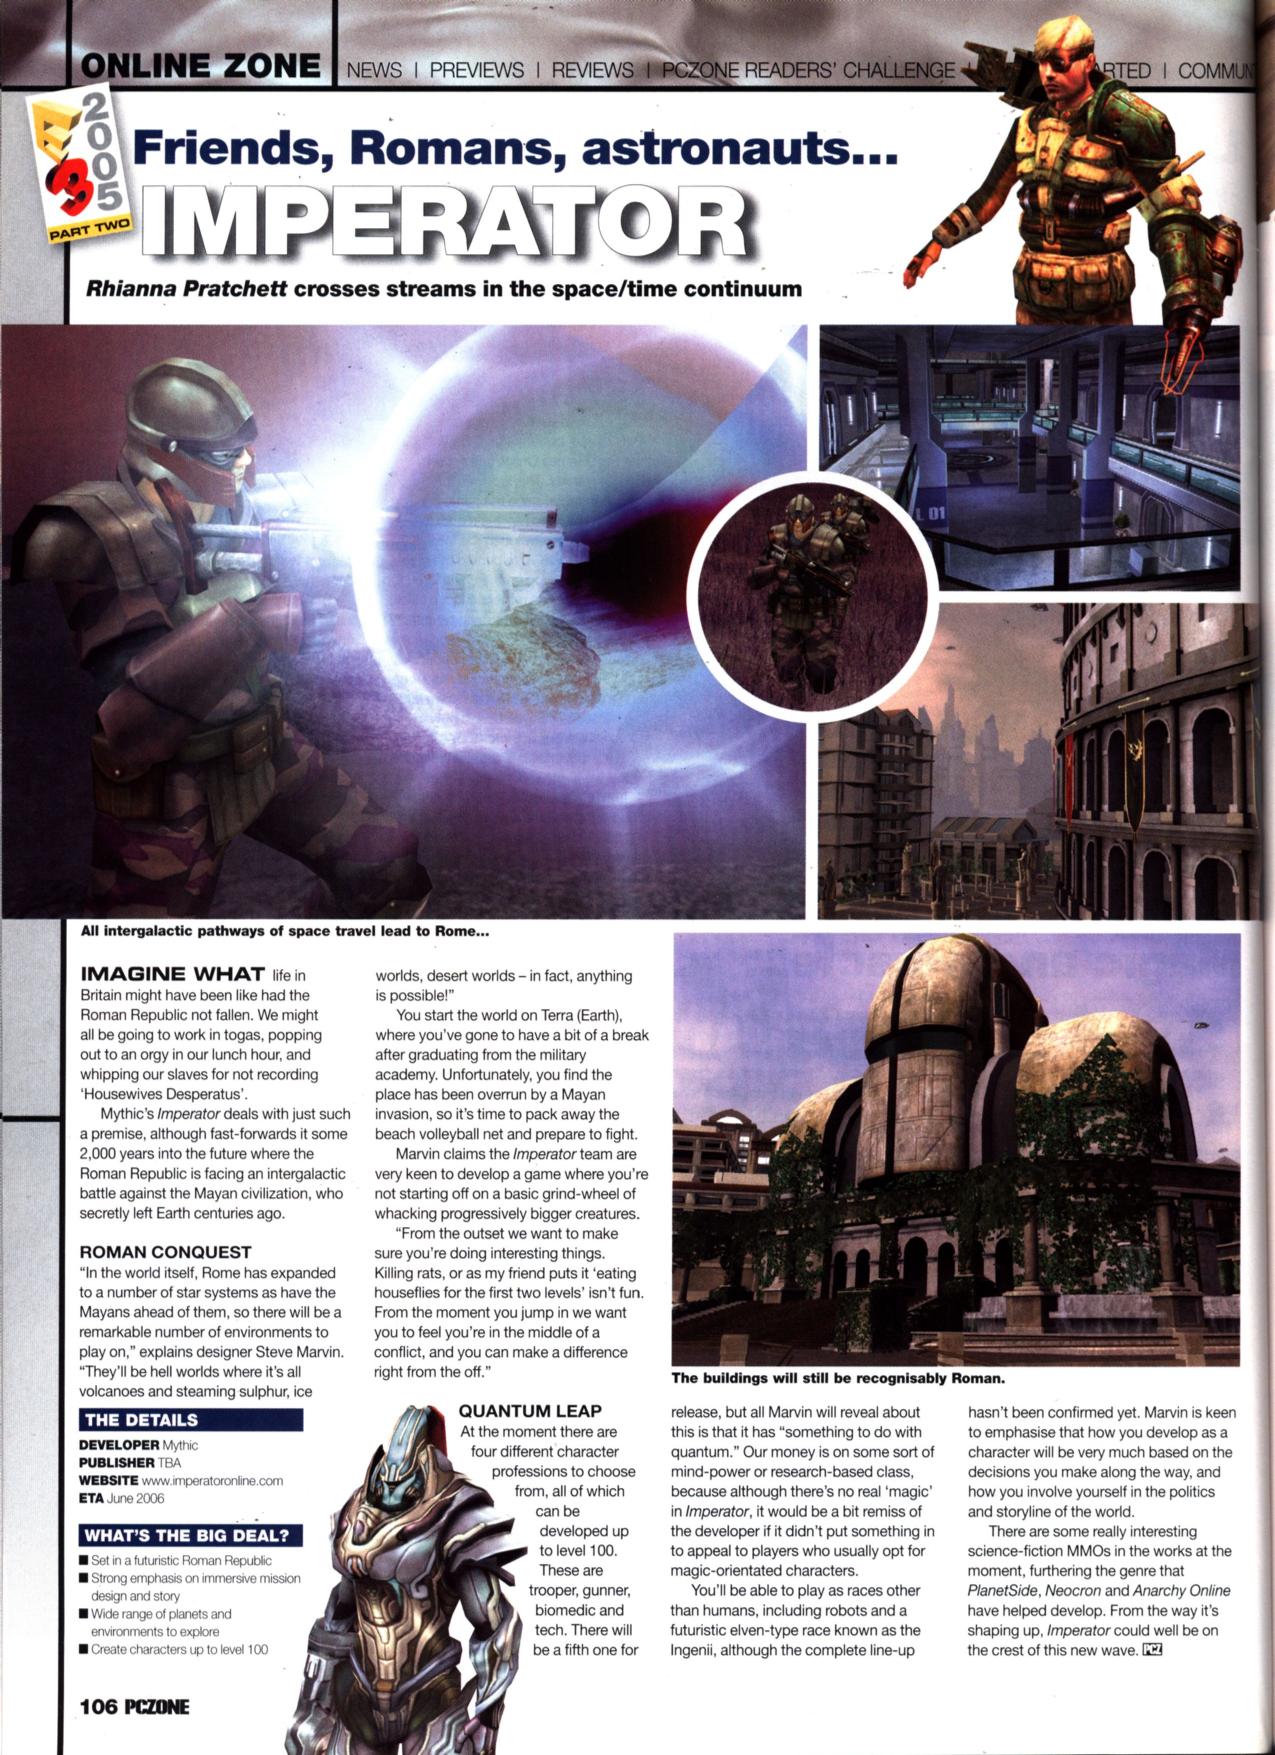 ONLINE ZONE
NEWS | PREVIEWS | REVIEWS | PCZONE READERS' CHALLENGE
ARTED | COMMUN
E3
2005
PART TWO
Friends, Romans, astronauts...
IMPERATOR
Rhianna Pratchett crosses streams in the space/time continuum
L 01
All intergalactic pathways of space travel lead to Rome...
IMAGINE WHAT life in
Britain might have been like had the
Roman Republic not fallen. We might
all be going to work in togas, popping
out to an orgy in our lunch hour, and
whipping our slaves for not recording
'Housewives Desperatus'.
Mythic's Imperator deals with just such
a premise, although fast-forwards it some
2,000 years into the future where the
Roman Republic is facing an intergalactic
battle against the Mayan civilization, who
secretly left Earth centuries ago.
ROMAN CONQUEST
"In the world itself, Rome has expanded
to a number of star systems as have the
Mayans ahead of them, so there will be a
remarkable number of environments to
play on," explains designer Steve Marvin.
"They'll be hell worlds where it's all
volcanoes and steaming sulphur, ice
worlds, desert worlds – in fact, anything
is possible!"
You start the world on Terra (Earth),
where you've gone to have a bit of a break
after graduating from the military
academy. Unfortunately, you find the
place has been overrun by a Mayan
invasion, so it's time to pack away the
beach volleyball net and prepare to fight.
Marvin claims the Imperator team are
very keen to develop a game where you're
not starting off on a basic grind-wheel of
whacking progressively bigger creatures.
"From the outset we want to make
sure you're doing interesting things.
Killing rats, or as my friend puts it 'eating
houseflies for the first two levels' isn't fun.
From the moment you jump in we want
you to feel you're in the middle of a
conflict, and you can make a difference
right from the off."
The buildings will still be recognisably Roman.
THE DETAILS
DEVELOPER Mythic
PUBLISHER TBA
WEBSITE www.imperatoronline.com
ETA June 2006
WHAT'S THE BIG DEAL?
■ Set in a futuristic Roman Republic
■ Strong emphasis on immersive mission
design and story
■ Wide range of planets and
environments to explore
■ Create characters up to level 100
QUANTUM LEAP
At the moment there are
four different character
professions to choose
from, all of which
can be
developed up
to level 100.
These are
trooper, gunner,
biomedic and
tech. There will
be a fifth one for
release, but all Marvin will reveal about
this is that it has "something to do with
quantum." Our money is on some sort of
mind-power or research-based class,
because although there's no real 'magic'
in Imperator, it would be a bit remiss of
the developer if it didn't put something in
to appeal to players who usually opt for
magic-orientated characters.
You'll be able to play as races other
than humans, including robots and a
futuristic elven-type race known as the
Ingenii, although the complete line-up
hasn't been confirmed yet. Marvin is keen
to emphasise that how you develop as a
character will be very much based on the
decisions you make along the way, and
how you involve yourself in the politics
and storyline of the world.
There are some really interesting
science-fiction MMOs in the works at the
moment, furthering the genre that
PlanetSide, Neocron and Anarchy Online
have helped develop. From the way it's
shaping up, Imperator could well be on
the crest of this new wave. PCZ
106 PCZONE